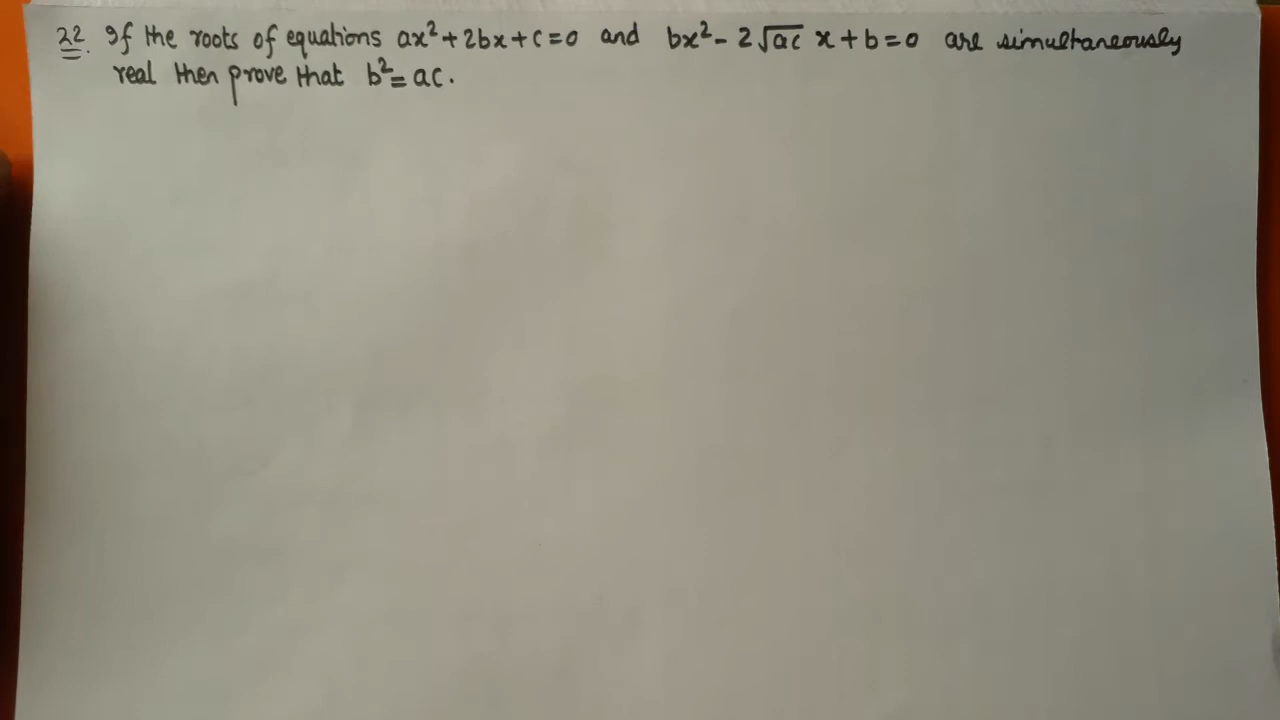 22. If the roots of equations ax²+2bx+c=0 and bx²-2√ac x+b=0 are simultaneously
real then prove that b²=ac.